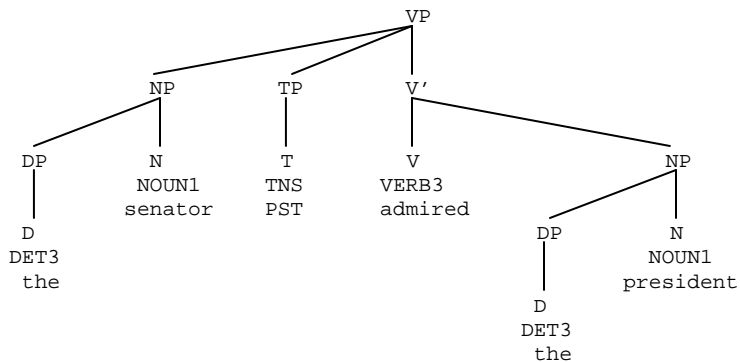 VP
NP TP V’
DP N T V NP
NOUN1 TNS VERB3
senator PST admired
D DP N
DET3 NOUN1
the president
D
DET3
the